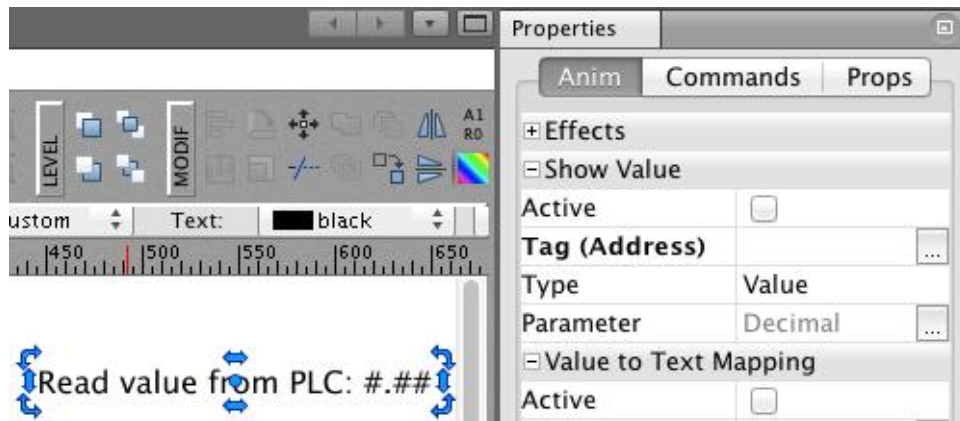 Properties
Anim Commands Props
Effects
Show Value
Active
Tag (Address) ...
Type Value
Parameter Decimal ...
Value to Text Mapping
Active
LEVEL
MODIF
A1
R0
ustom Text: black
450 500 550 600 650
Read value from PLC: #.##